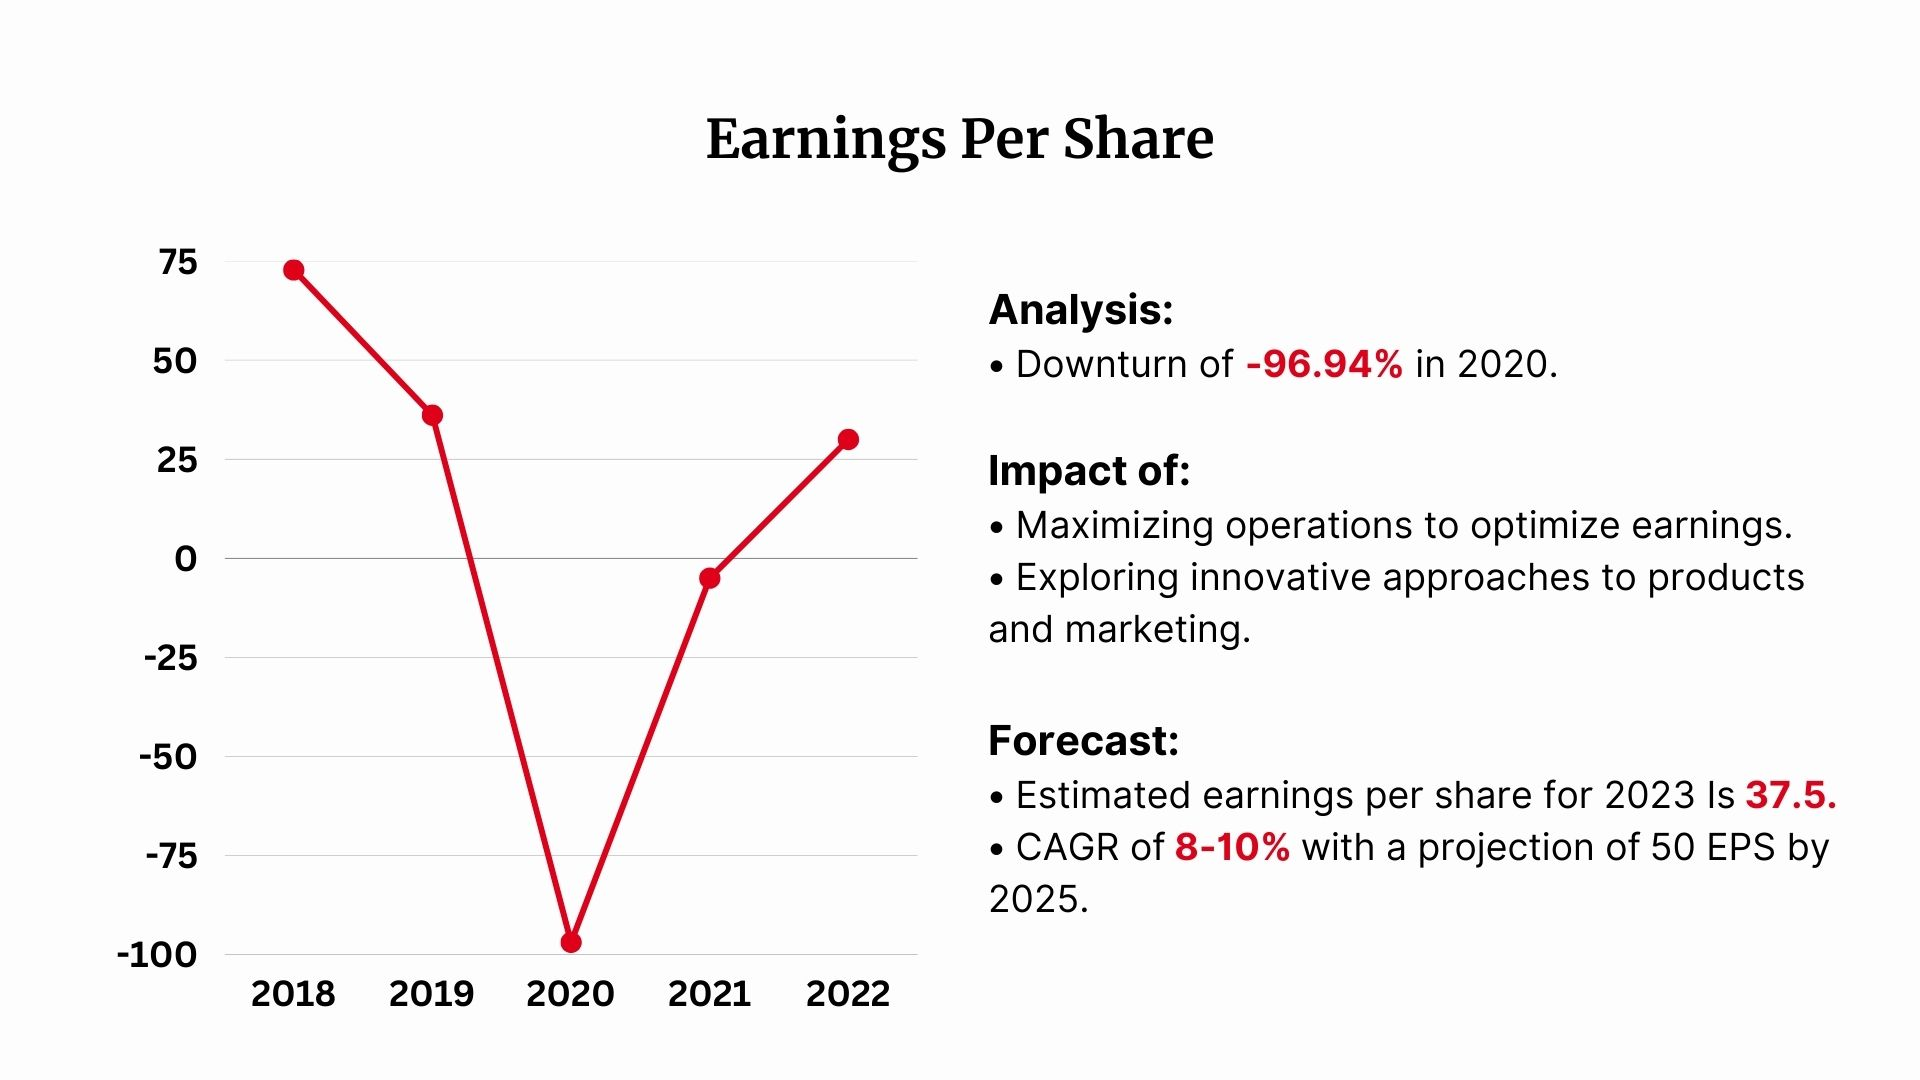 Earnings Per Share
75
50
25
0
-25
-50
-75
-100
2018 2019 2020 2021 2022
Analysis:
• Downturn of -96.94% in 2020.
Impact of:
• Maximizing operations to optimize earnings.
• Exploring innovative approaches to products
and marketing.
Forecast:
• Estimated earnings per share for 2023 Is 37.5.
• CAGR of 8-10% with a projection of 50 EPS by
2025.